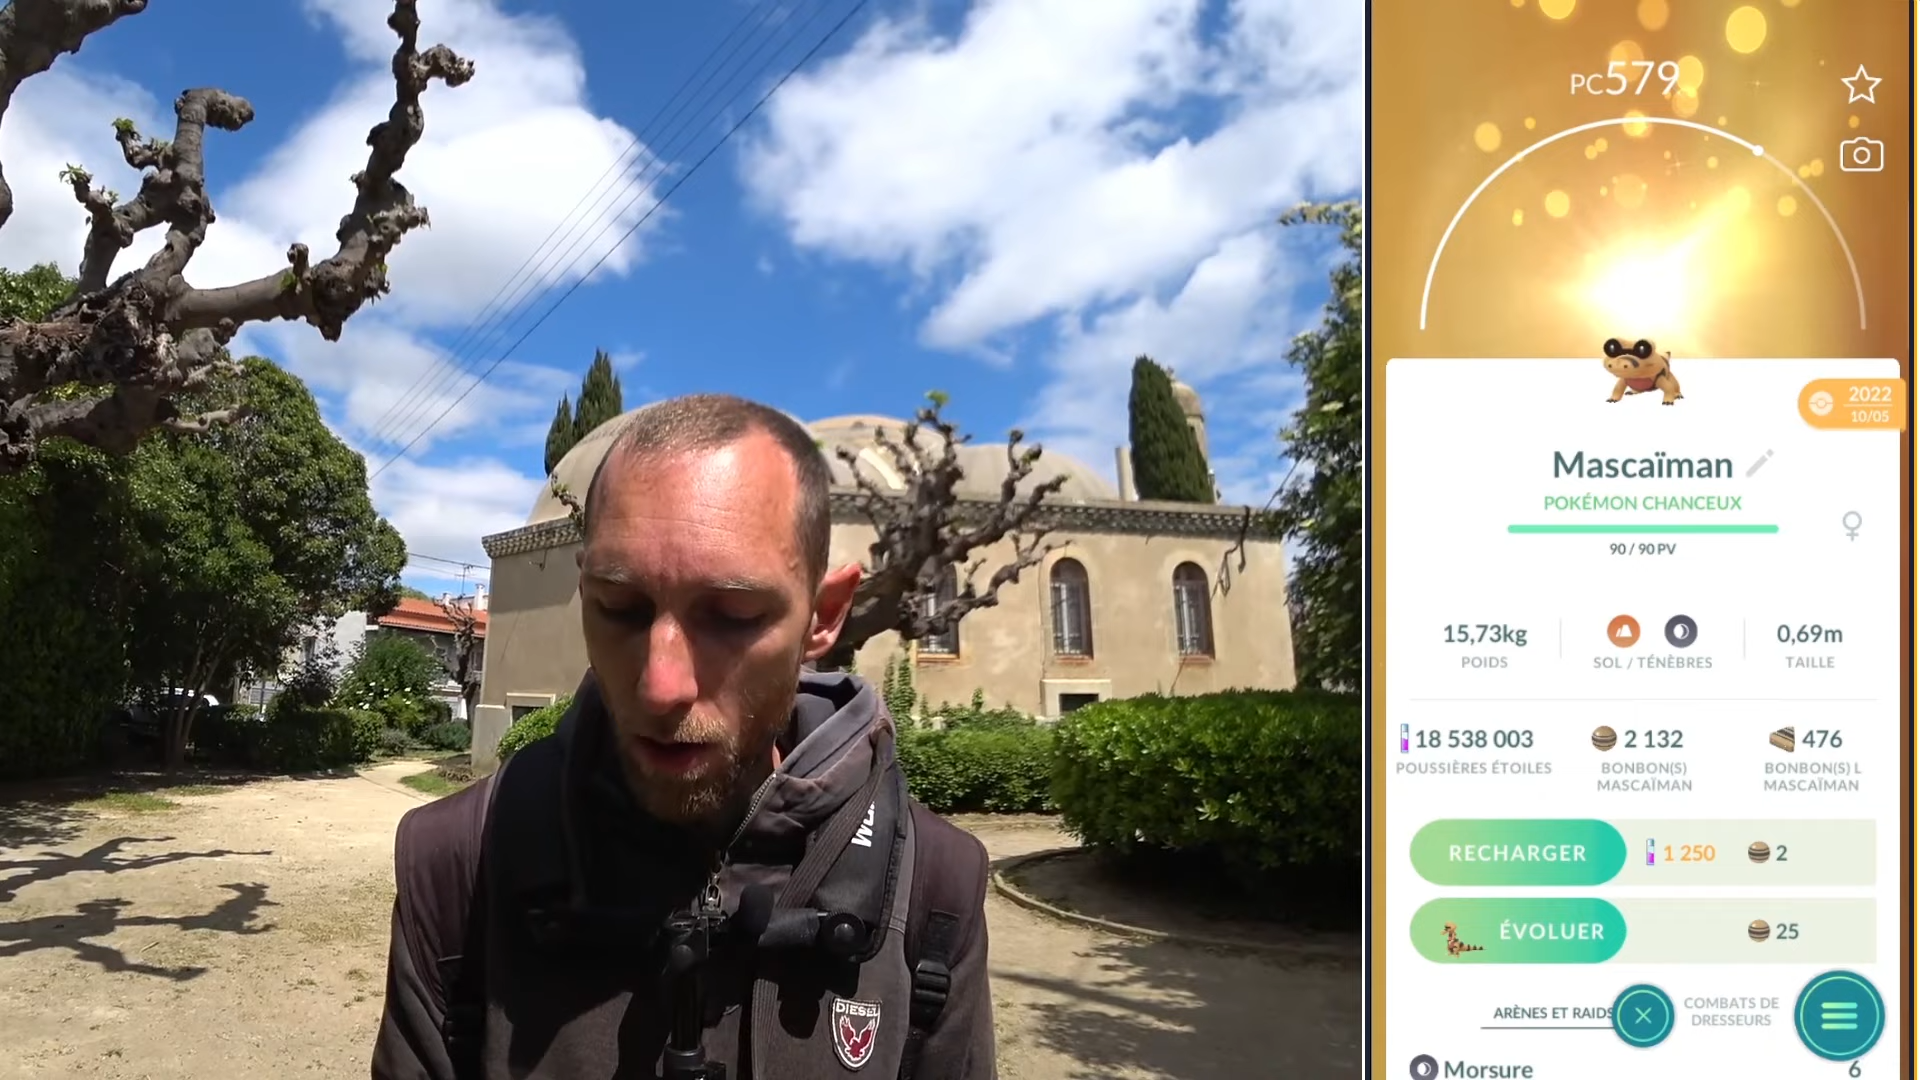 PC579
2022
10/05
Mascaïman
POKÉMON CHANCEUX
90 / 90 PV
15,73kg
POIDS
SOL / TÉNÈBRES
0,69m
TAILLE
18 538 003
POUSSIÈRES ÉTOILES
2 132
BONBON(S)
MASCAÏMAN
476
BONBON(S) L
MASCAÏMAN
RECHARGER
1 250
2
ÉVOLUER
25
ARÈNES ET RAIDS
COMBATS DE
DRESSEURS
Morsure
6
DIESEL